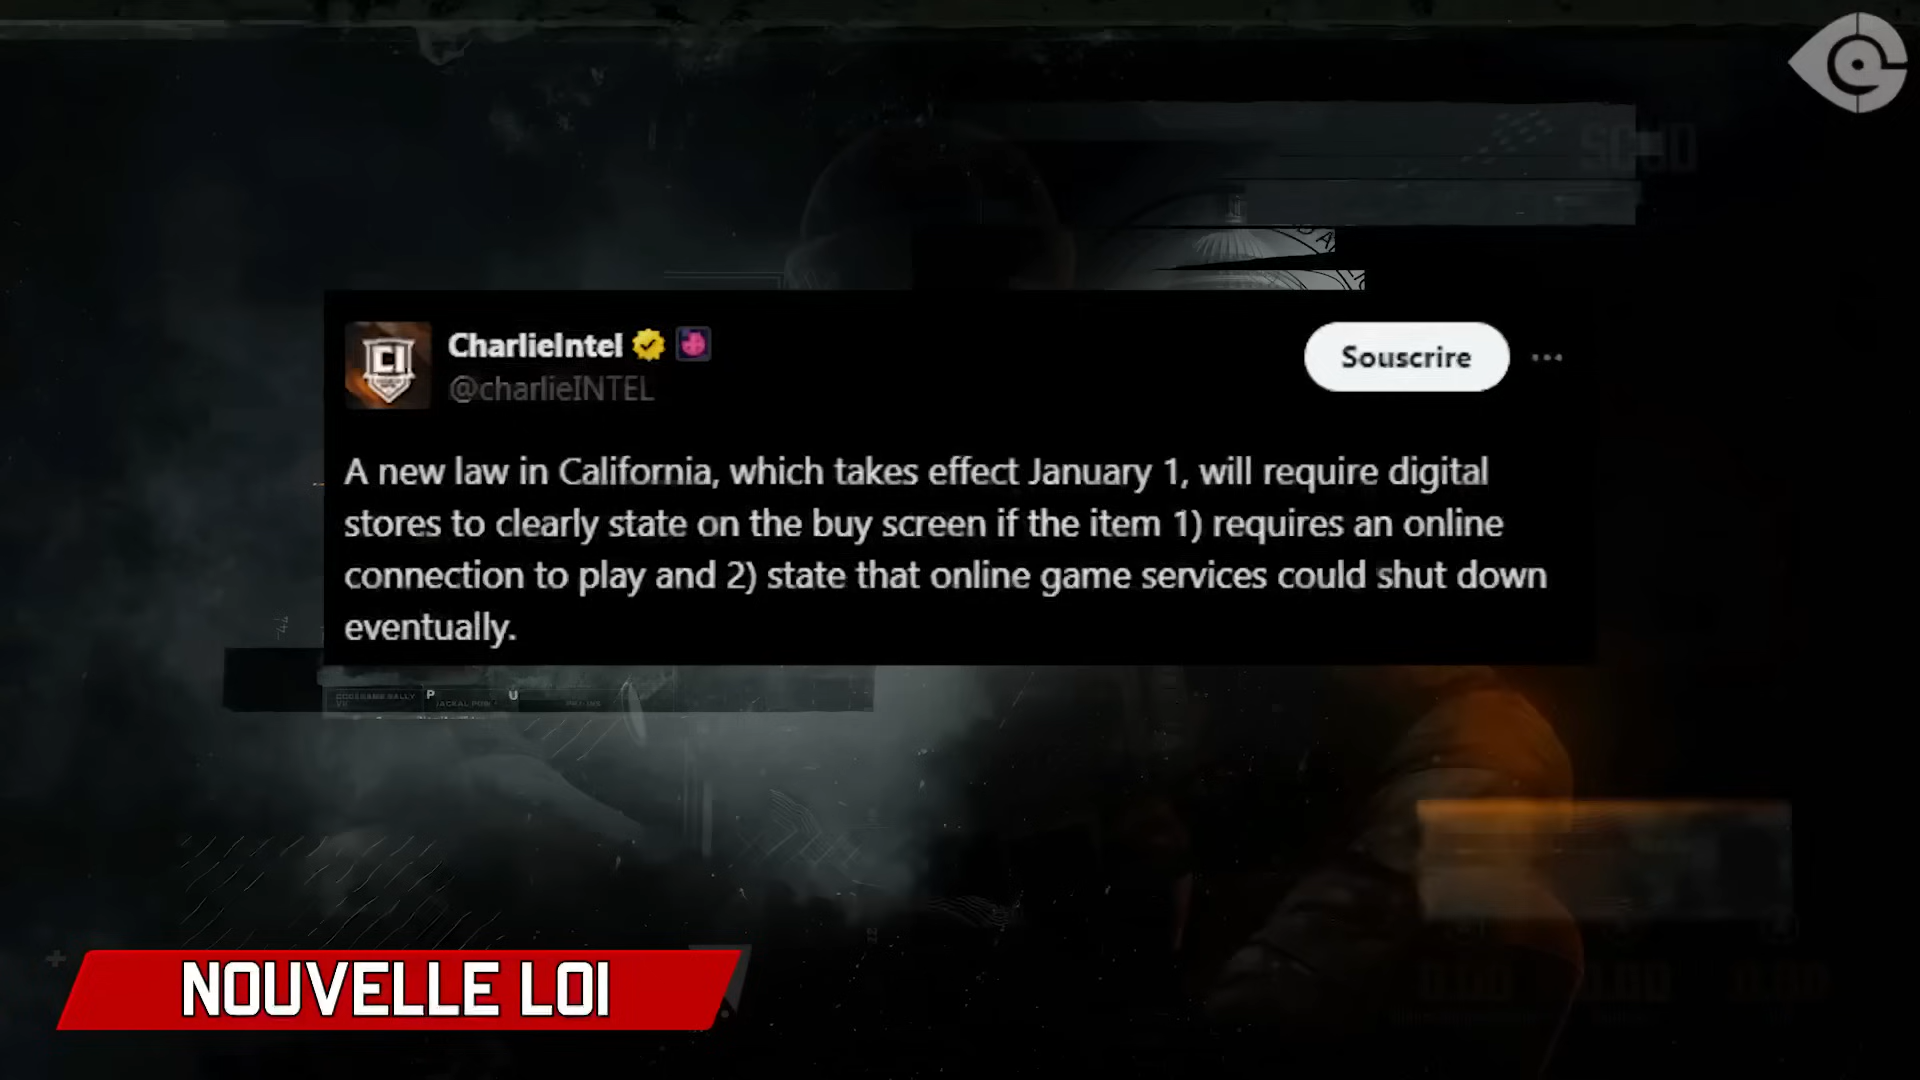 CharlieIntel
@charlieINTEL
Souscrire
A new law in California, which takes effect January 1, will require digital
stores to clearly state on the buy screen if the item 1) requires an online
connection to play and 2) state that online game services could shut down
eventually.
NOUVELLE LOI